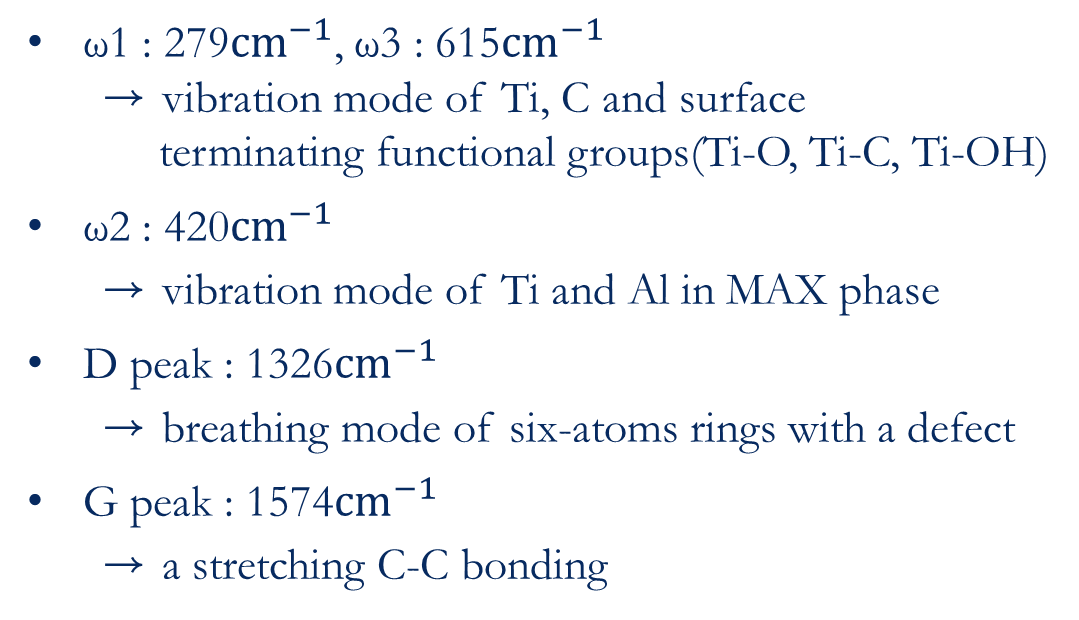 • ω1 : 279cm⁻¹, ω3 : 615cm⁻¹
→ vibration mode of Ti, C and surface
terminating functional groups(Ti-O, Ti-C, Ti-OH)
• ω2 : 420cm⁻¹
→ vibration mode of Ti and Al in MAX phase
• D peak : 1326cm⁻¹
→ breathing mode of six-atoms rings with a defect
• G peak : 1574cm⁻¹
→ a stretching C-C bonding